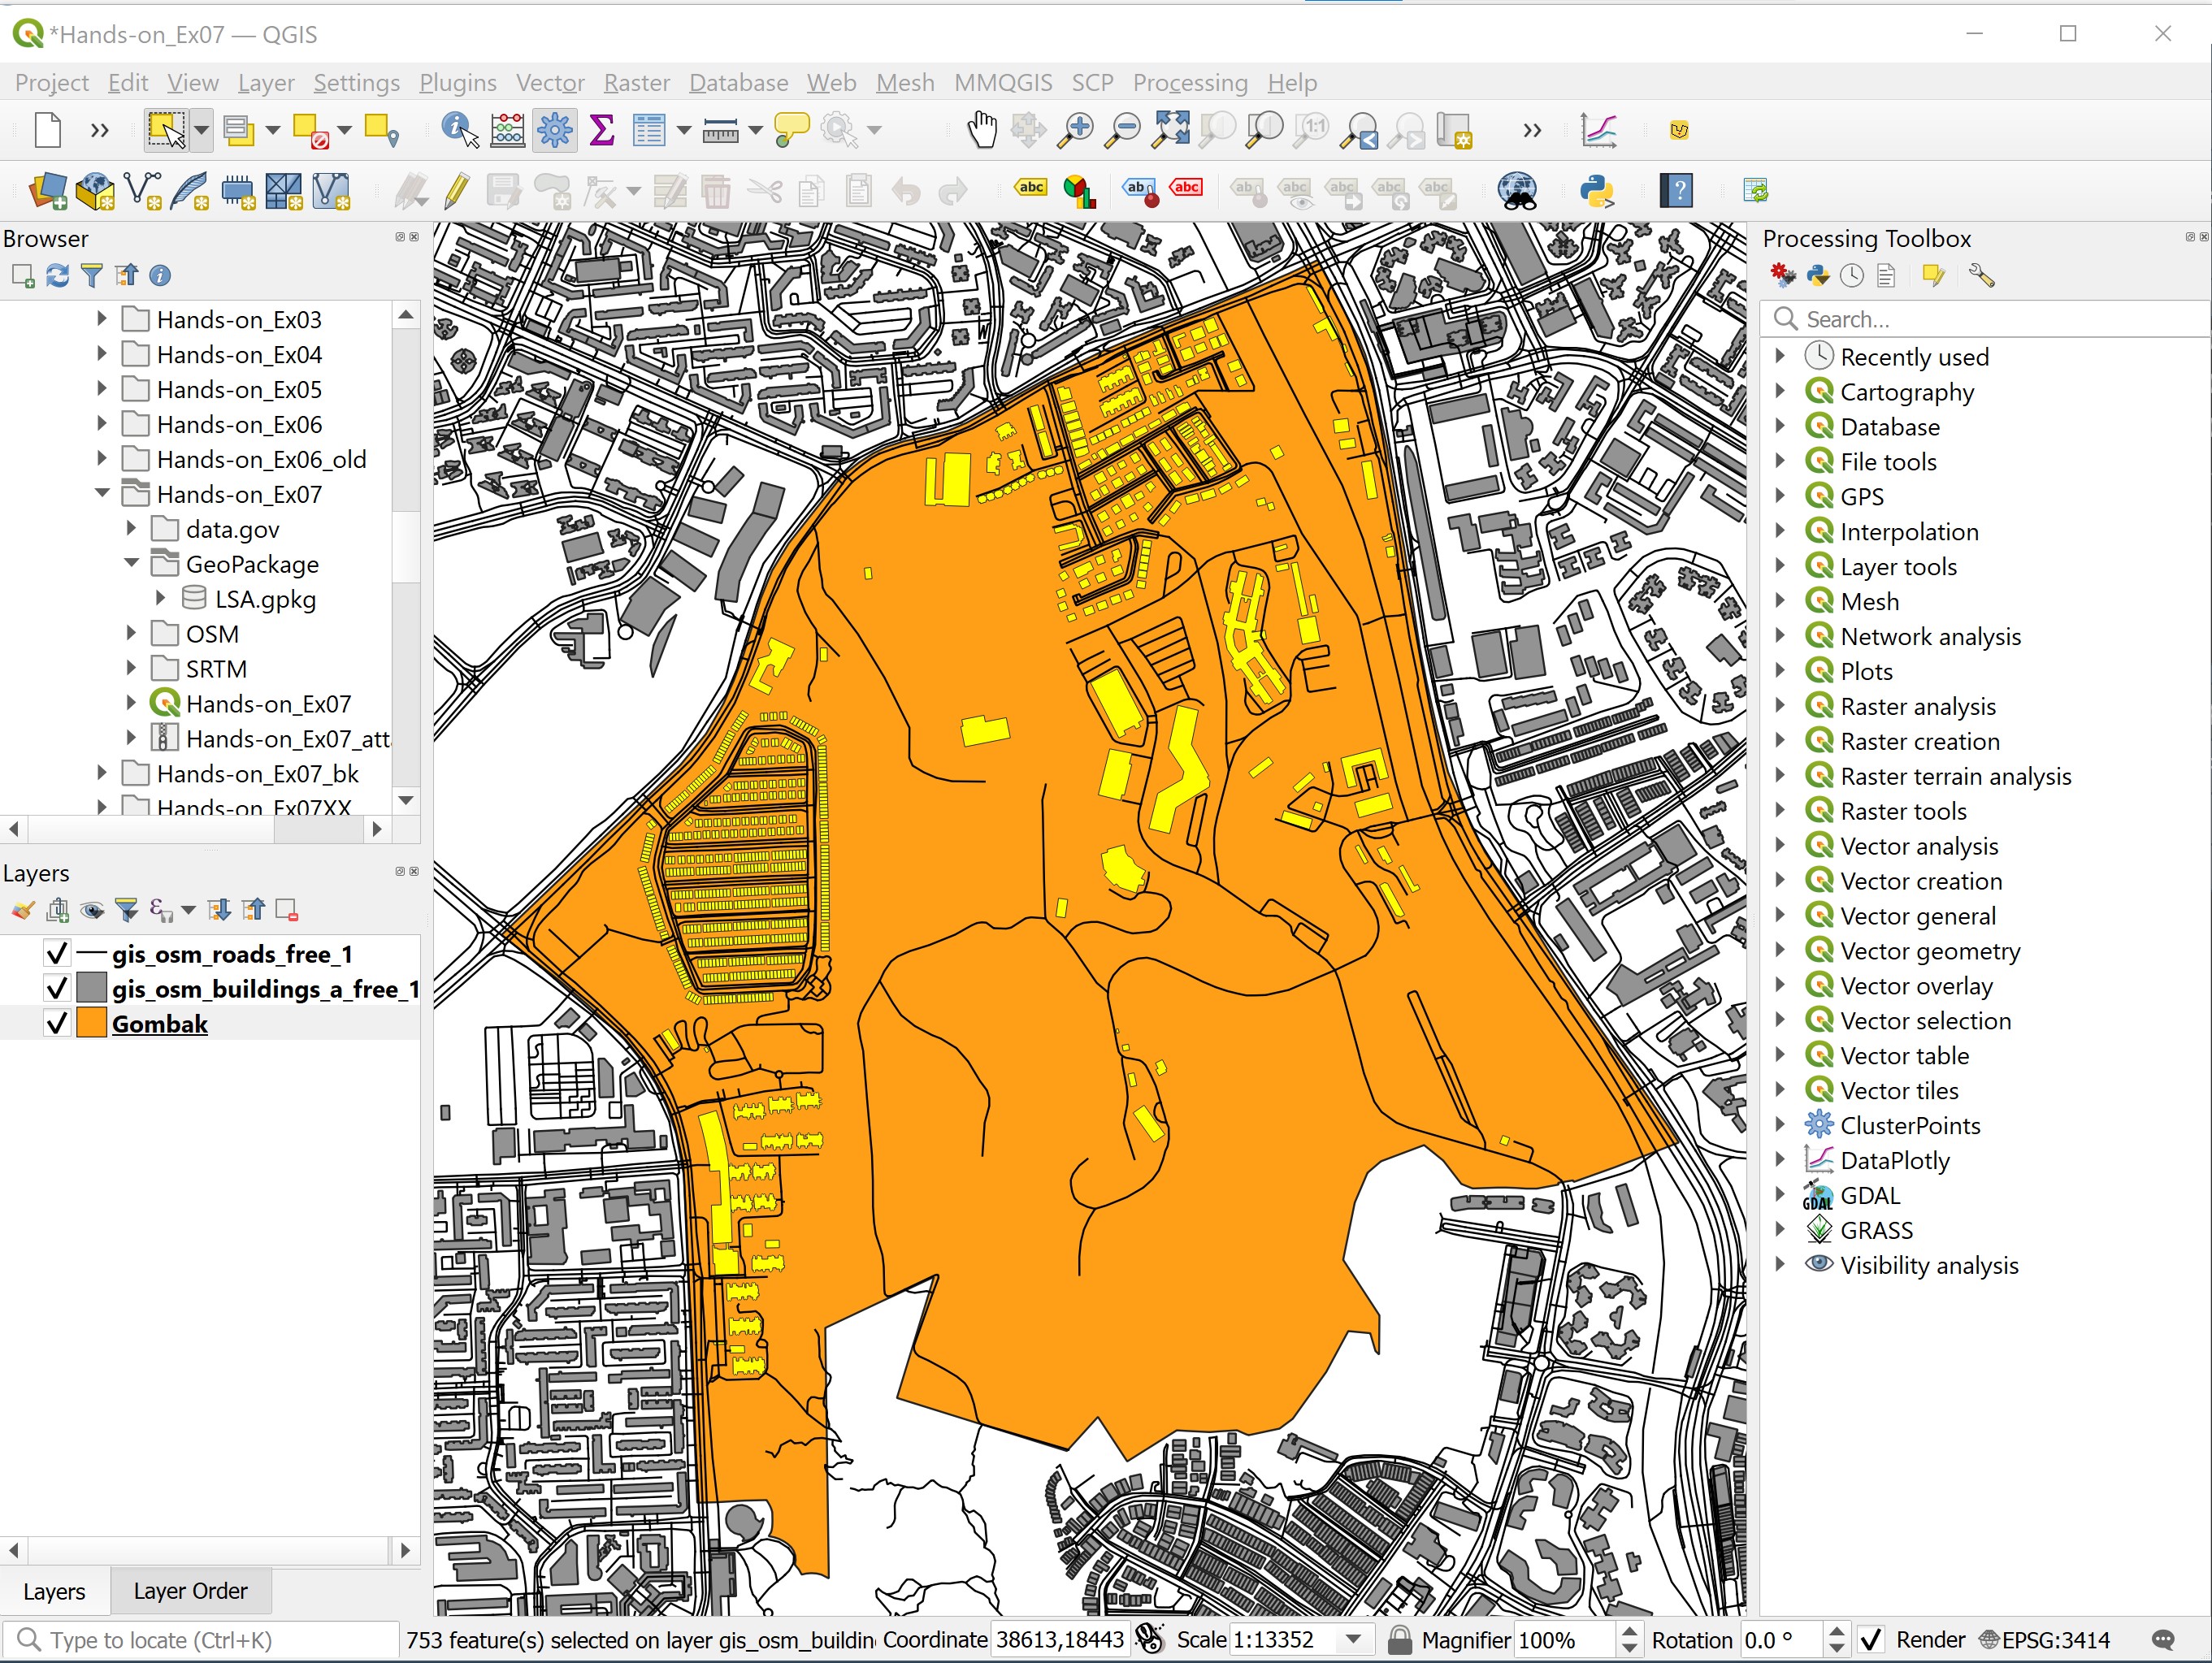 *Hands-on_Ex07 — QGIS
Project Edit View Layer Settings Plugins Vector Raster Database Web Mesh MMQGIS SCP Processing Help
Browser
Hands-on_Ex03
Hands-on_Ex04
Hands-on_Ex05
Hands-on_Ex06
Hands-on_Ex06_old
Hands-on_Ex07
data.gov
GeoPackage
LSA.gpkg
OSM
SRTM
Hands-on_Ex07
Hands-on_Ex07_att
Hands-on_Ex07_bk
Hands-on_Ex07XX
Layers
gis_osm_roads_free_1
gis_osm_buildings_a_free_1
Gombak
Layers Layer Order
Processing Toolbox
Search...
Recently used
Cartography
Database
File tools
GPS
Interpolation
Layer tools
Mesh
Network analysis
Plots
Raster analysis
Raster creation
Raster terrain analysis
Raster tools
Vector analysis
Vector creation
Vector general
Vector geometry
Vector overlay
Vector selection
Vector table
Vector tiles
ClusterPoints
DataPlotly
GDAL
GRASS
Visibility analysis
Type to locate (Ctrl+K) 753 feature(s) selected on layer gis_osm_buildin Coordinate 38613,18443 Scale 1:13352 Magnifier 100% Rotation 0.0 ° Render EPSG:3414